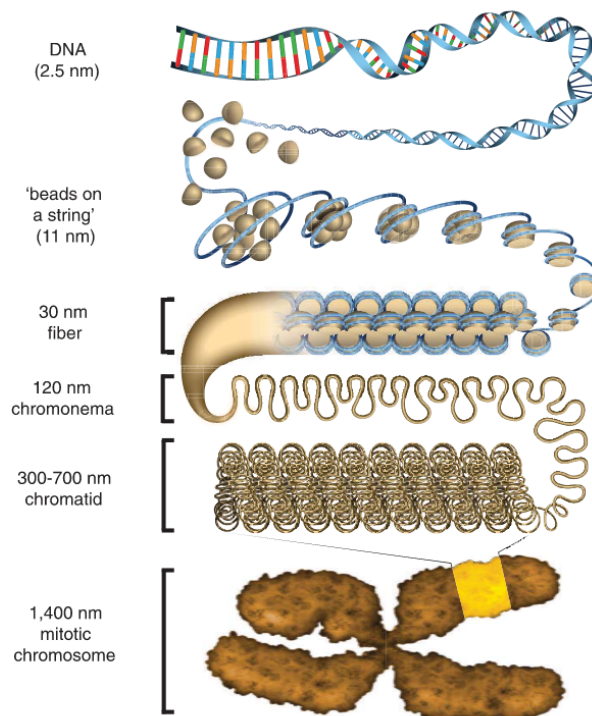 DNA
(2.5 nm)
'beads on
a string'
(11 nm)
30 nm
fiber
120 nm
chromonema
300-700 nm
chromatid
1,400 nm
mitotic
chromosome